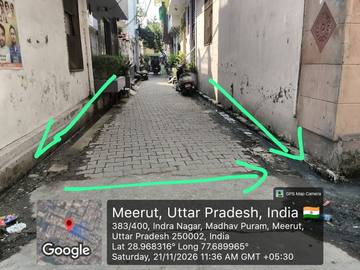 GPS Map Camera
Meerut, Uttar Pradesh, India
383/400, Indra Nagar, Madhav Puram, Meerut,
Uttar Pradesh 250002, India
Lat 28.968316° Long 77.689965°
Saturday, 21/11/2026 11:36 AM GMT +05:30
Google